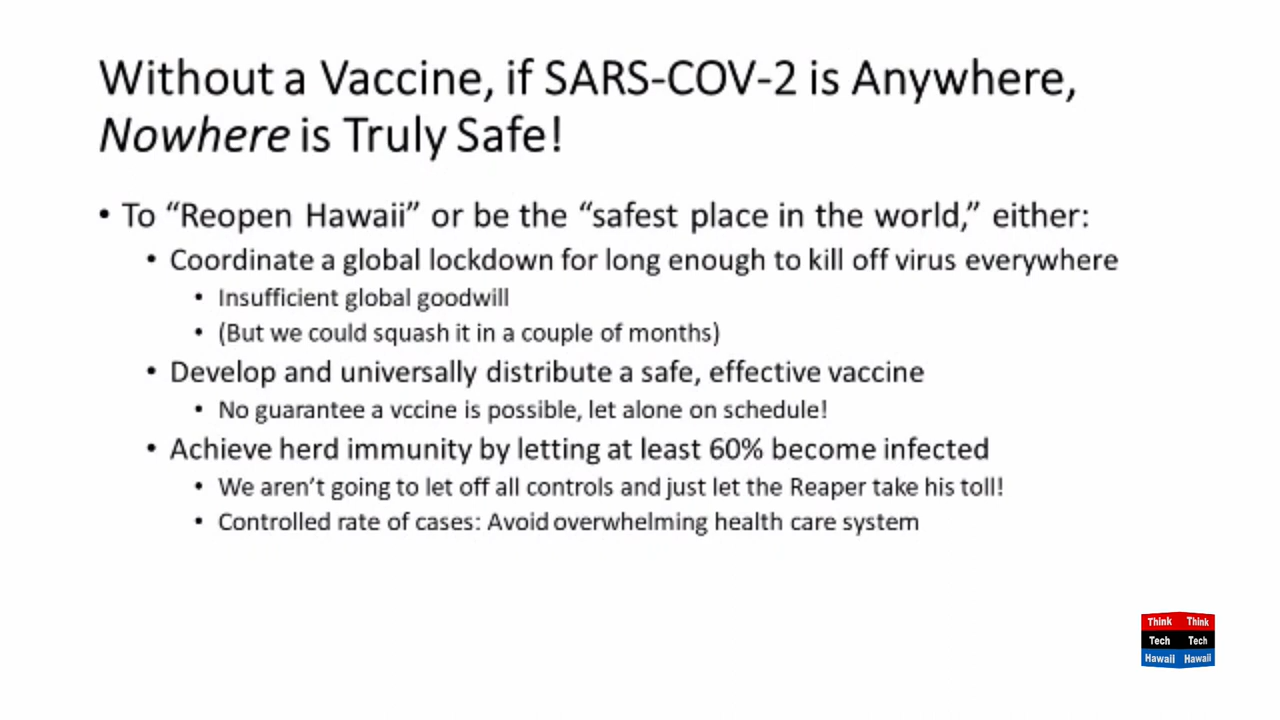 Without a Vaccine, if SARS-COV-2 is Anywhere,
Nowhere is Truly Safe!
• To “Reopen Hawaii” or be the “safest place in the world,” either:
• Coordinate a global lockdown for long enough to kill off virus everywhere
• Insufficient global goodwill
• (But we could squash it in a couple of months)
• Develop and universally distribute a safe, effective vaccine
• No guarantee a vccine is possible, let alone on schedule!
• Achieve herd immunity by letting at least 60% become infected
• We aren’t going to let off all controls and just let the Reaper take his toll!
• Controlled rate of cases: Avoid overwhelming health care system
Think Think
Tech Tech
Hawaii Hawaii